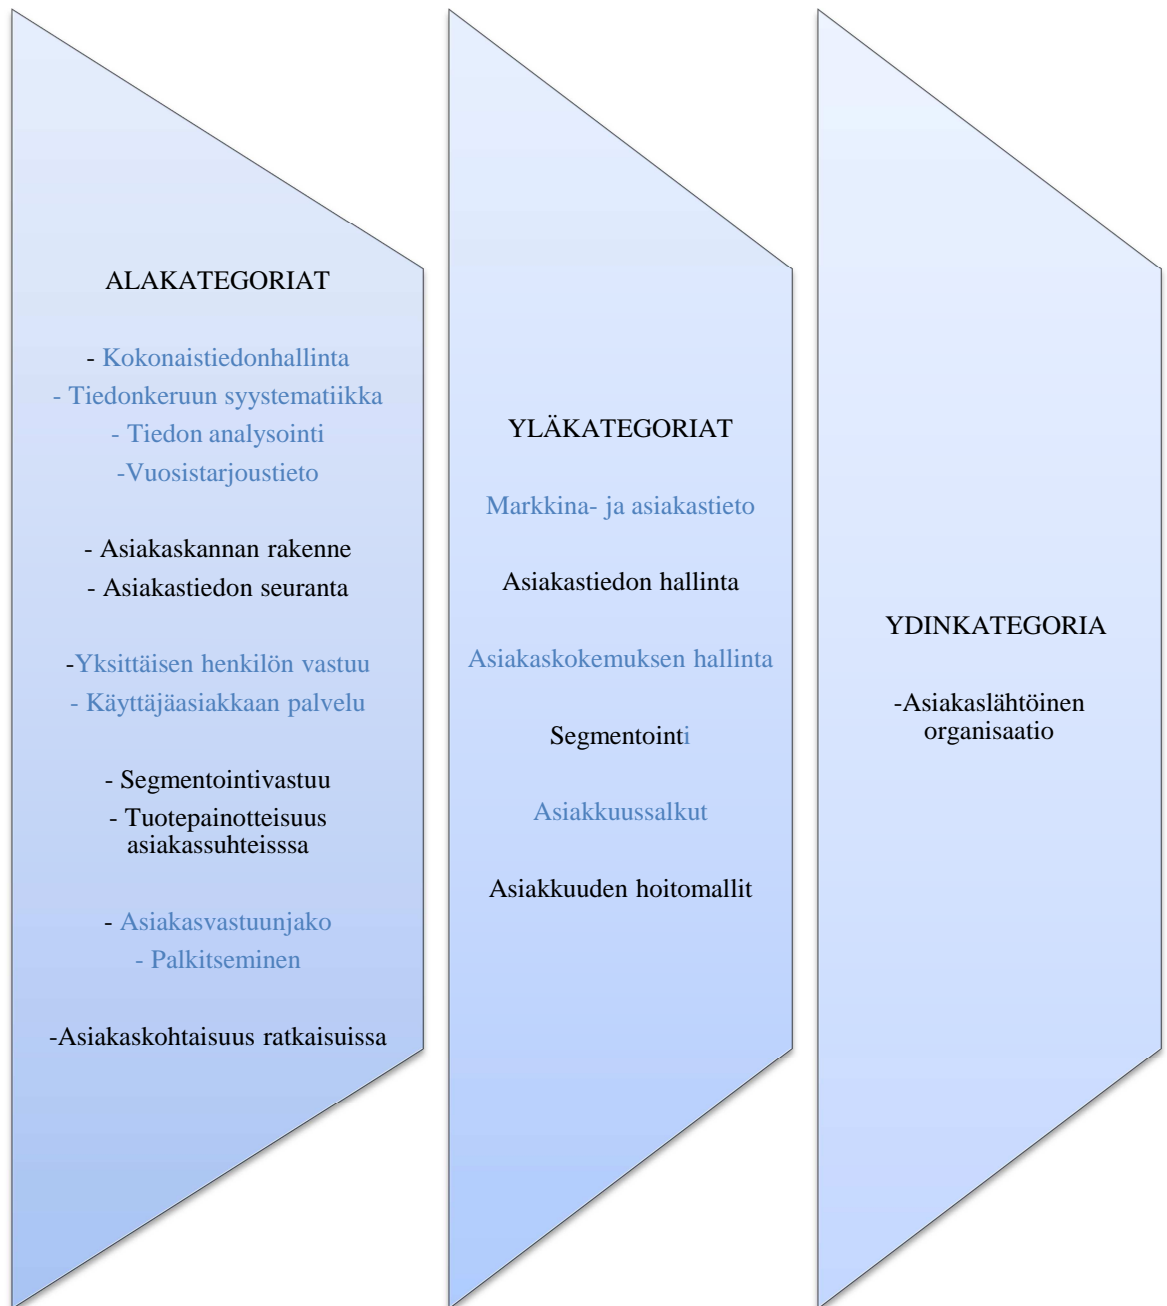 ALAKATEGORIAT
- Kokonaistiedonhallinta
- Tiedonkeruun syystematiikka
- Tiedon analysointi
-Vuosistarjoustieto
- Asiakaskannan rakenne
- Asiakastiedon seuranta
-Yksittäisen henkilön vastuu
- Käyttäjäasiakkaan palvelu
- Segmentointivastuu
- Tuotepainotteisuus
asiakassuhteisssa
- Asiakasvastuunjako
- Palkitseminen
-Asiakaskohtaisuus ratkaisuissa
YLÄKATEGORIAT
Markkina- ja asiakastieto
Asiakastiedon hallinta
Asiakaskokemuksen hallinta
Segmentointi
Asiakkuussalkut
Asiakkuuden hoitomallit
YDINKATEGORIA
-Asiakaslähtöinen
organisaatio